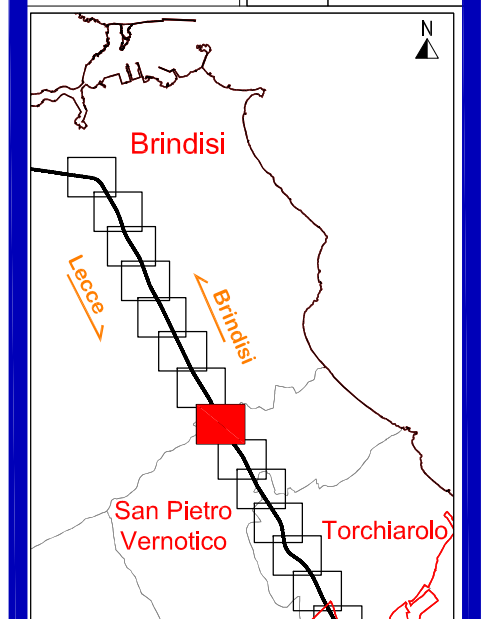 N
Brindisi
Lecce
Brindisi
San Pietro
Vernotico
Torchiarolo